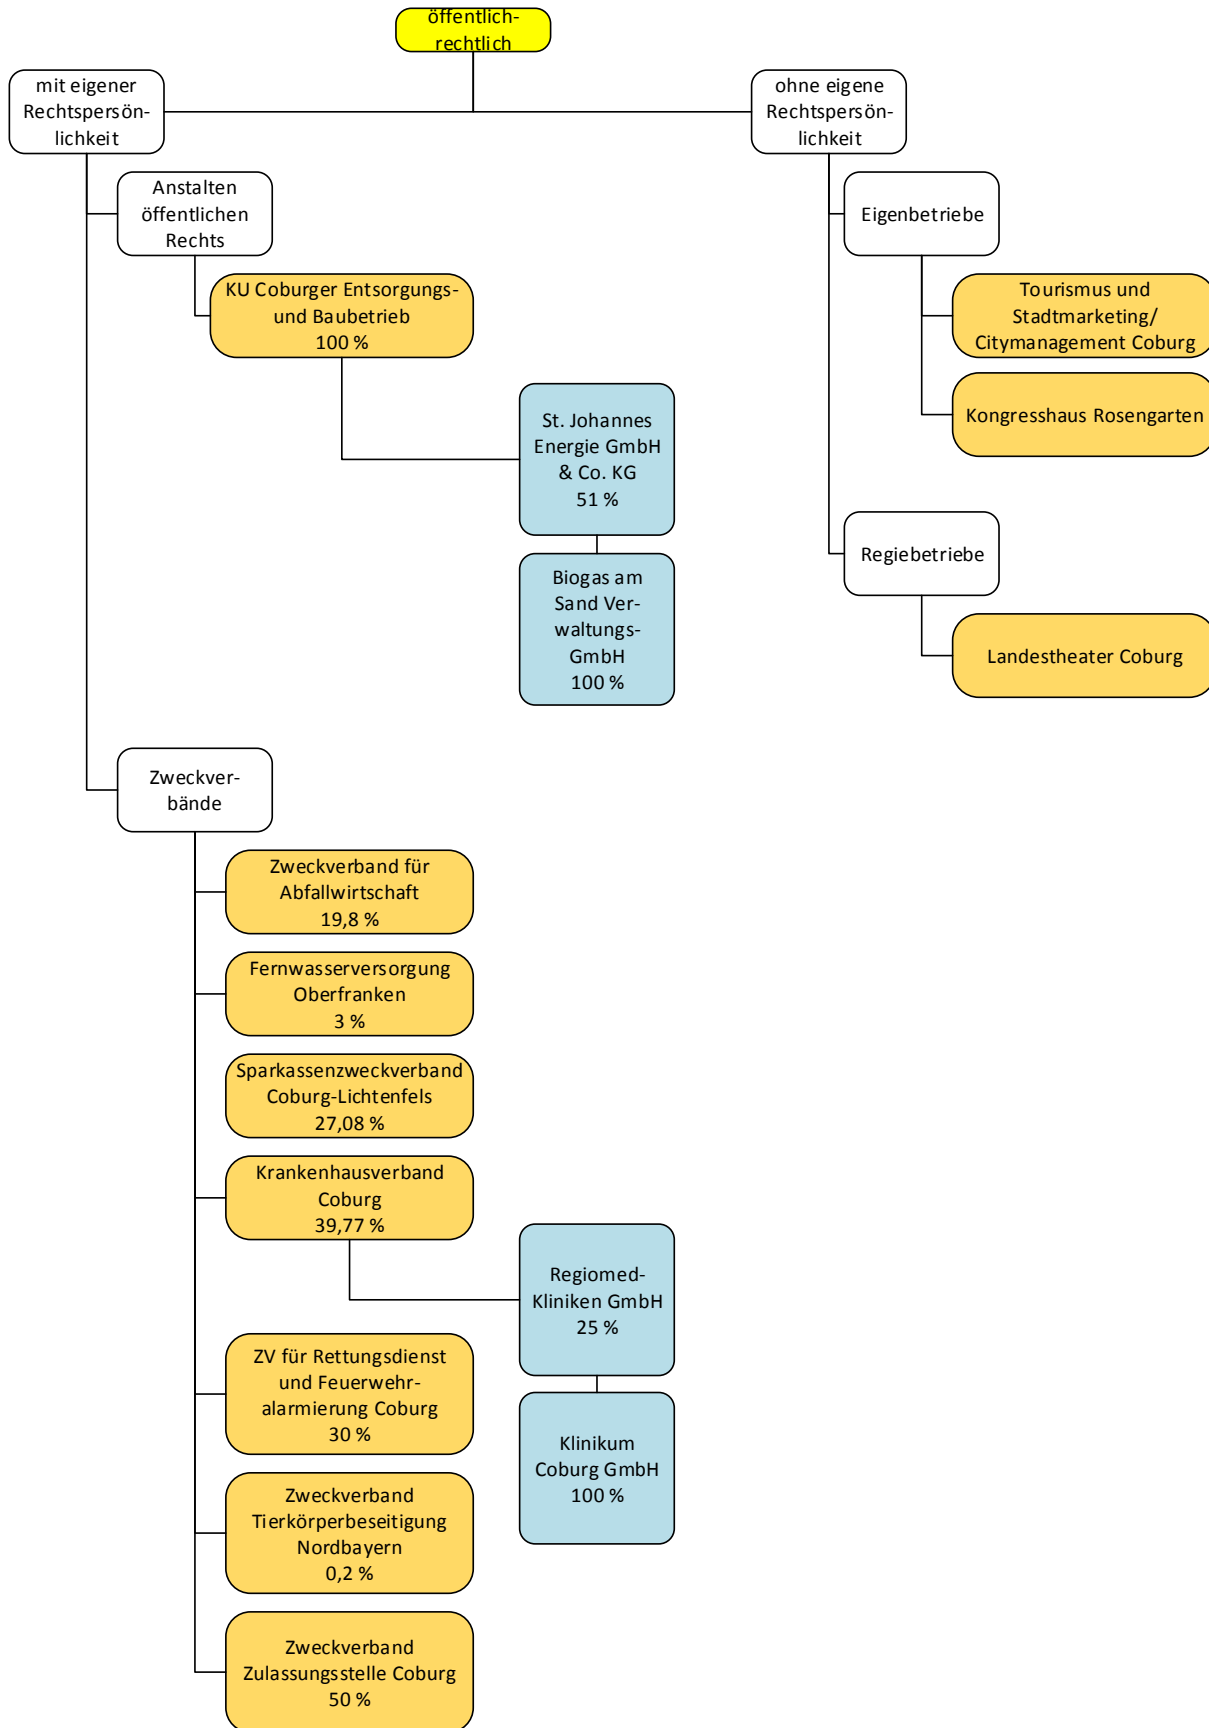 öffentlich-
rechtlich
mit eigener
Rechtspersön-
lichkeit
ohne eigene
Rechtspersön-
lichkeit
Anstalten
öffentlichen
Rechts
Eigenbetriebe
KU Coburger Entsorgungs-
und Baubetrieb
100 %
Tourismus und
Stadtmarketing/
Citymanagement Coburg
Kongresshaus Rosengarten
St. Johannes
Energie GmbH
& Co. KG
51 %
Regiebetriebe
Biogas am
Sand Ver-
waltungs-
GmbH
100 %
Landestheater Coburg
Zweckver-
bände
Zweckverband für
Abfallwirtschaft
19,8 %
Fernwasserversorgung
Oberfranken
3 %
Sparkassenzweckverband
Coburg-Lichtenfels
27,08 %
Krankenhausverband
Coburg
39,77 %
Regiomed-
Kliniken GmbH
25 %
ZV für Rettungsdienst
und Feuerwehr-
alarmierung Coburg
30 %
Klinikum
Coburg GmbH
100 %
Zweckverband
Tierkörperbeseitigung
Nordbayern
0,2 %
Zweckverband
Zulassungsstelle Coburg
50 %